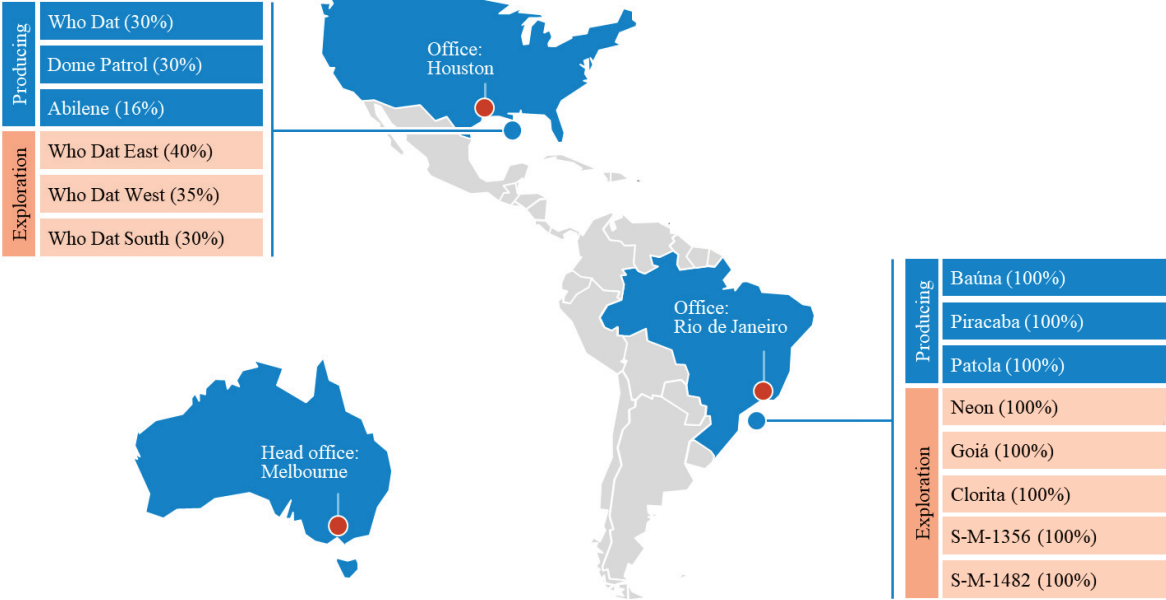 Producing
Who Dat (30%)
Dome Patrol (30%)
Abilene (16%)
Exploration
Who Dat East (40%)
Who Dat West (35%)
Who Dat South (30%)
Office:
Houston
Office:
Rio de Janeiro
Head office:
Melbourne
Producing
Baúna (100%)
Piracaba (100%)
Patola (100%)
Exploration
Neon (100%)
Goiá (100%)
Clorita (100%)
S-M-1356 (100%)
S-M-1482 (100%)